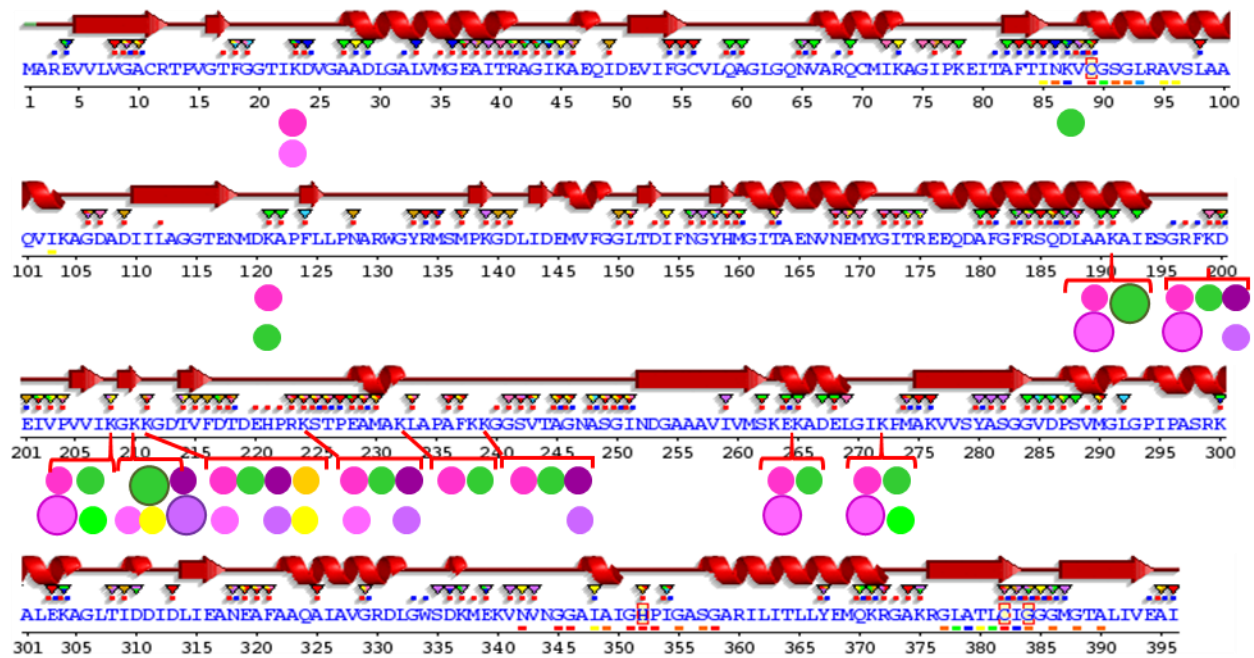 MAREVVLVGACRTPVGTFGGTIKDVGAADLGALVMGEAITRAGIKAEQIDEVIFGCVLQAGLGQNVARQCMIKAGIPKEITAFTINKVCGSGLRAVSLAA
1 5 10 15 20 25 30 35 40 45 50 55 60 65 70 75 80 85 90 95 100
QVIKAGDADIILAGGTENMDKAPFLLPNARWGYRMSMPKGDLIDEMVFGGLTDIFNGYHMGITAENVNEMYGITREEQDAFGFRSQDLAAKAIESGRFKD
101 105 110 115 120 125 130 135 140 145 150 155 160 165 170 175 180 185 190 195 200
EIVPVVIKGKKGDTVFDTDEHPRKSTPEAMAKLAPAFKKGGSVTAGNASGINDGAAAVIVMSKEKADELGIKPMAKVVSYASGGVDPSVMGLGPIPASRK
201 205 210 215 220 225 230 235 240 245 250 255 260 265 270 275 280 285 290 295 300
ALEKAGLTIDDIDLIEANEAFAAQAIAVGRDLGWSDKMEKVNVNGGAIAIGHPIGASGARILITLLYEMQKRGAKRGLATLCIGGGMGTALIVEAI
301 305 310 315 320 325 330 335 340 345 350 355 360 365 370 375 380 385 390 395